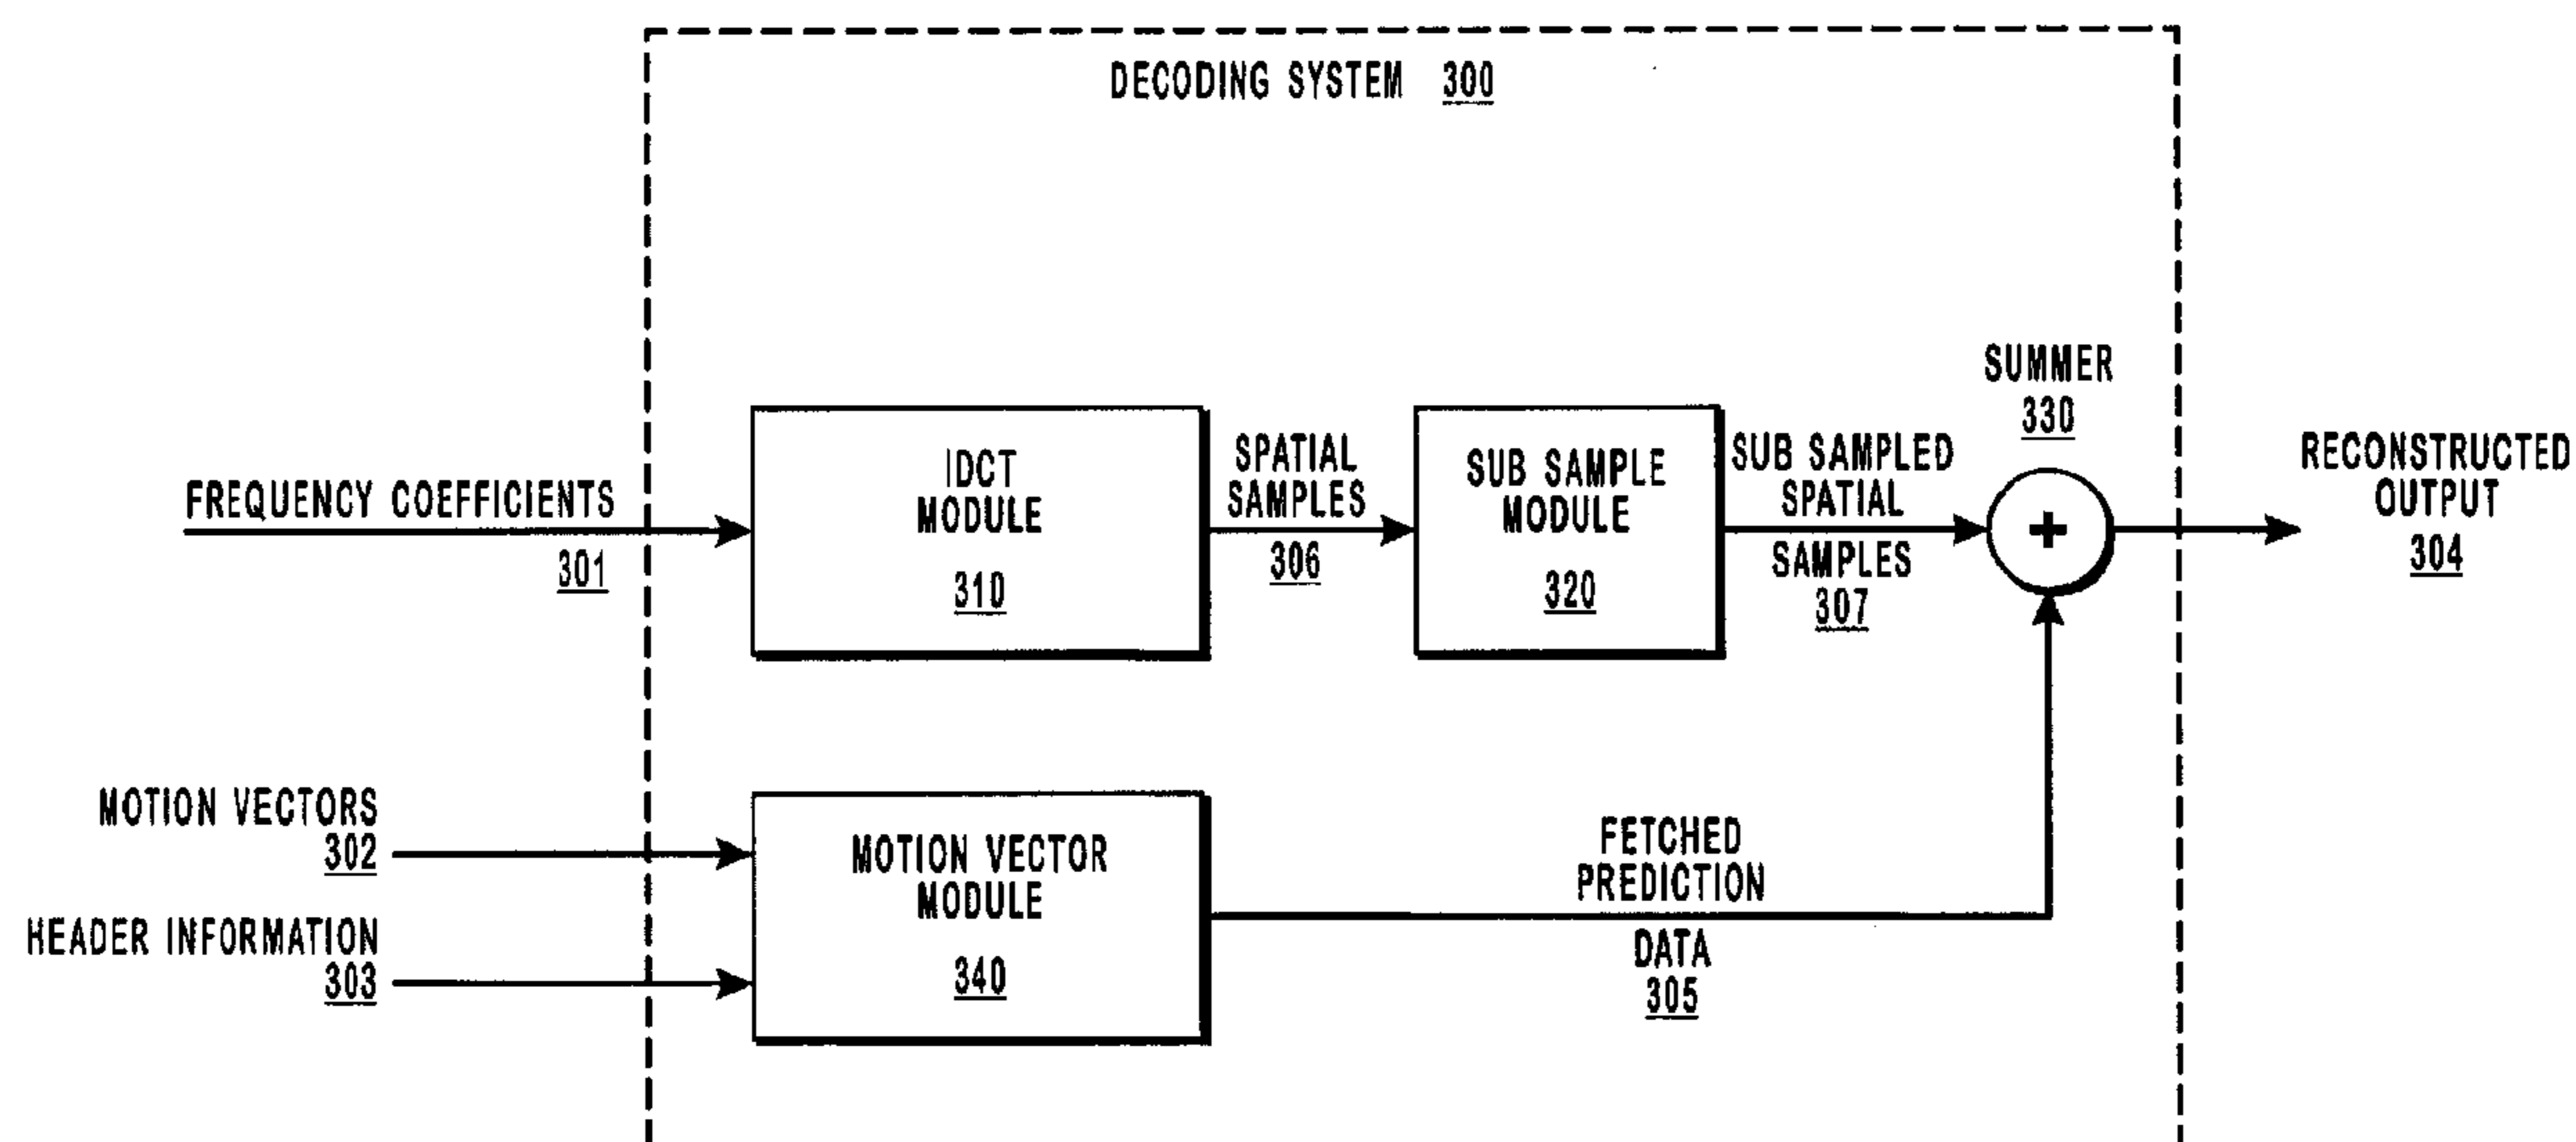 DECODING SYSTEM 300
SUMMER
330
FREQUENCY COEFFICIENTS
301
IDCT
MODULE
310
SPATIAL
SAMPLES
306
SUB SAMPLE
MODULE
320
SUB SAMPLED
SPATIAL
SAMPLES
307
+
RECONSTRUCTED
OUTPUT
304
MOTION VECTORS
302
HEADER INFORMATION
303
MOTION VECTOR
MODULE
340
FETCHED
PREDICTION
DATA
305